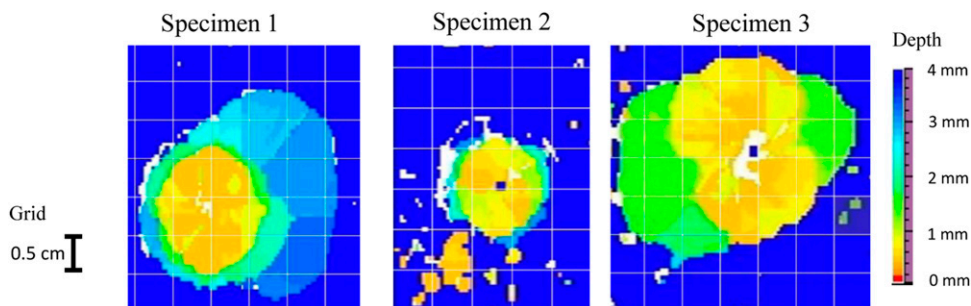 Specimen 1
Specimen 2
Specimen 3
Depth
4 mm
3 mm
2 mm
1 mm
0 mm
Grid
0.5 cm